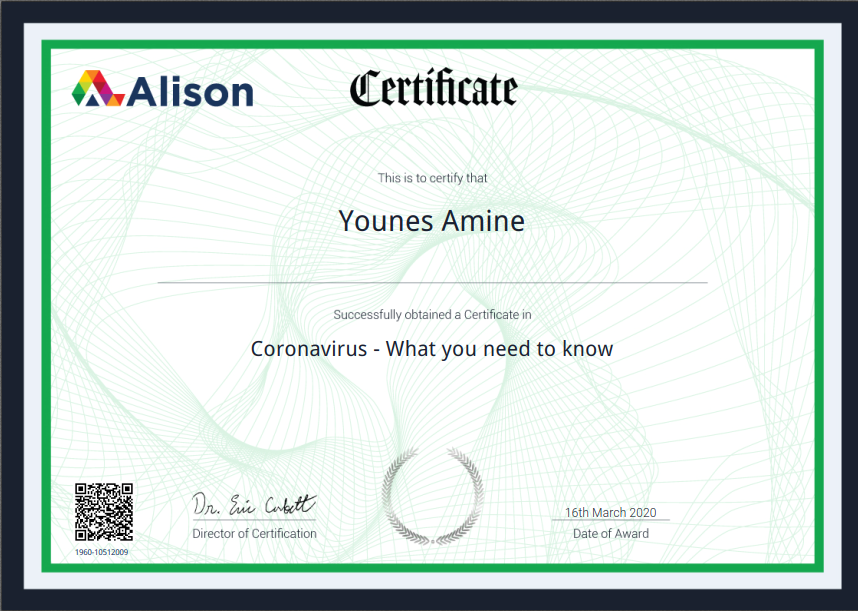 Alison
Certificate
This is to certify that
Younes Amine
Successfully obtained a Certificate in
Coronavirus - What you need to know
Dr. Eric Corbett
Director of Certification
16th March 2020
Date of Award
1960-10512009